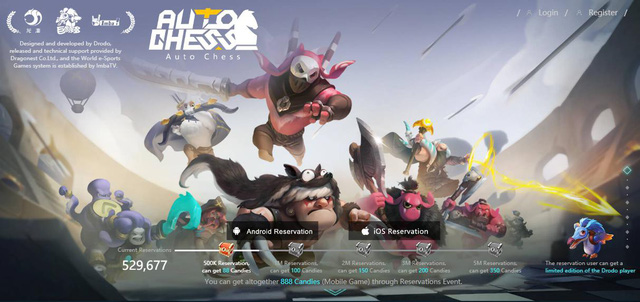 AUTO
CHESS
Auto Chess
Login / Register /
Designed and developed by Drodo,
released and technical support provided by
Dragonest Co.Ltd., and the World e-Sports
Games system is established by ImbaTV.
Android Reservation
iOS Reservation
Current Reservations
529,677
500K Reservation,
can get 88 Candies
1M Reservations,
can get 100 Candies
2M Reservations,
can get 150 Candies
3M Reservations,
can get 200 Candies
5M Reservations,
can get 350 Candies
The reservation user can get a
limited edition of the Drodo player
You can get altogether 888 Candies (Mobile Game) through Reservations Event.